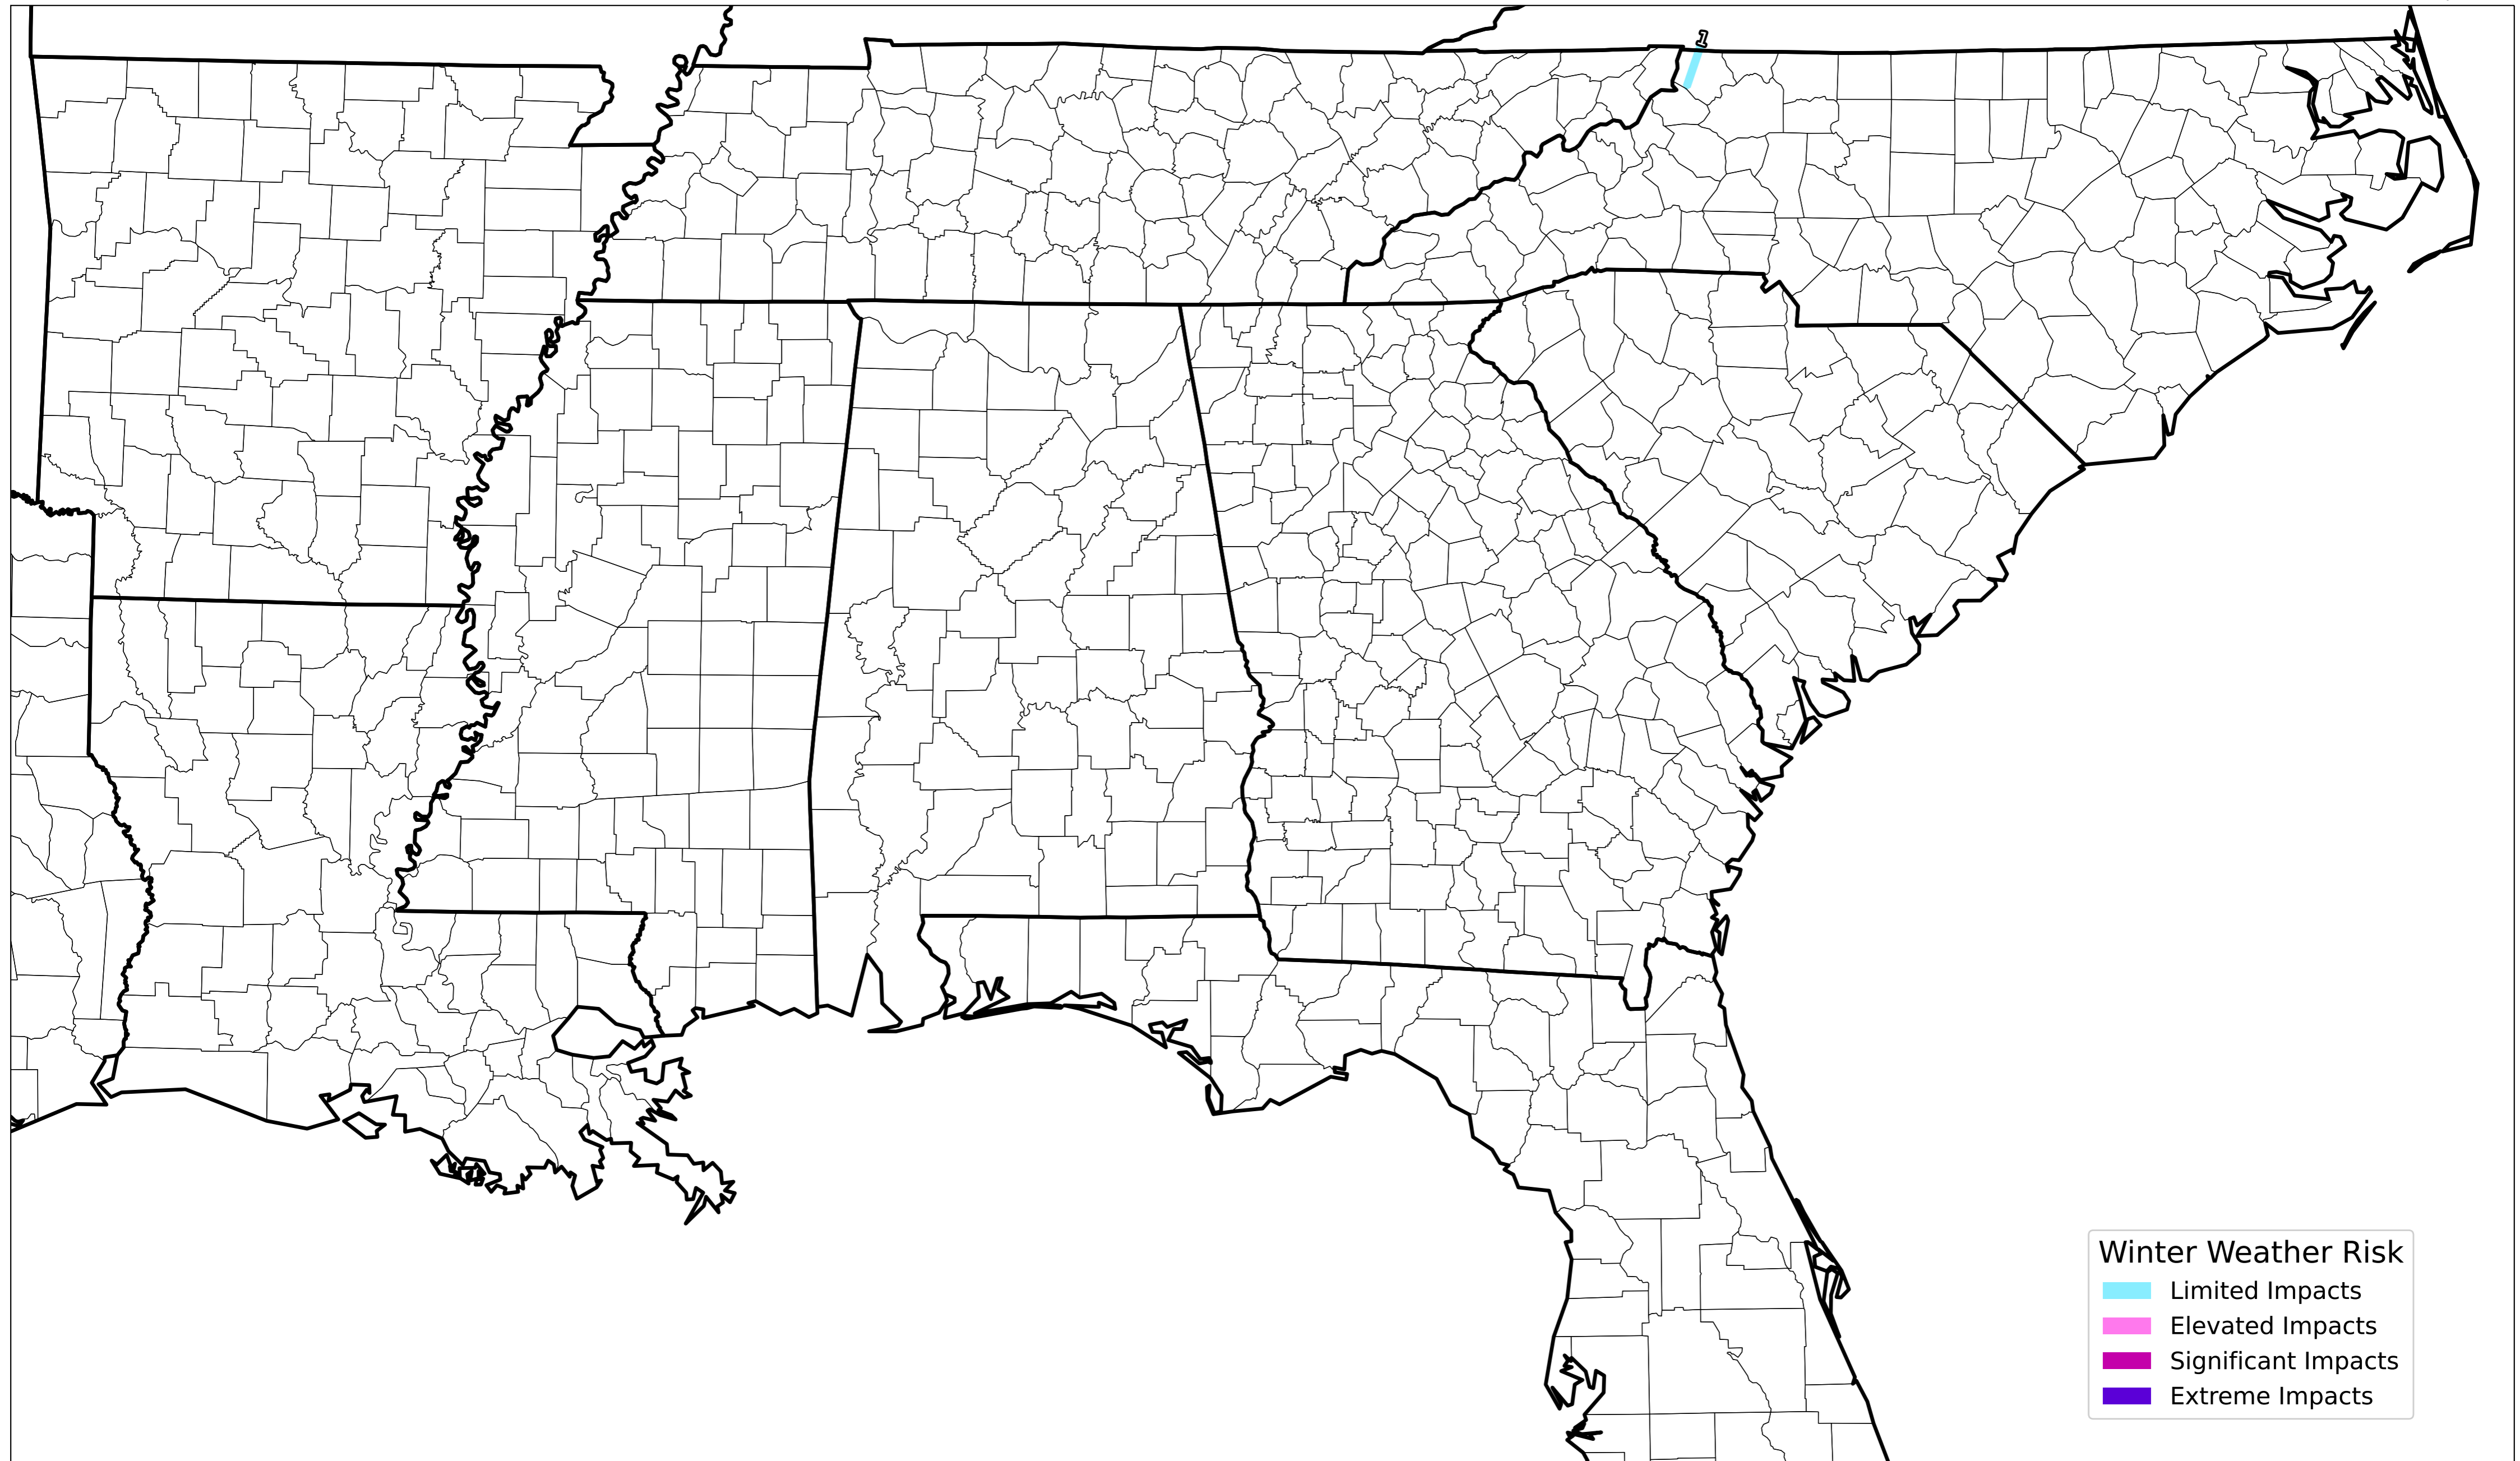 1
Winter Weather Risk
Limited Impacts
Elevated Impacts
Significant Impacts
Extreme Impacts